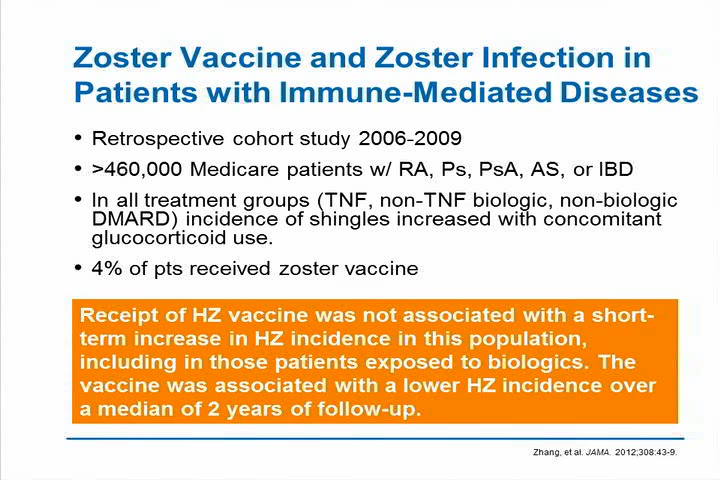 Zoster Vaccine and Zoster Infection in
Patients with Immune-Mediated Diseases
• Retrospective cohort study 2006-2009
• >460,000 Medicare patients w/ RA, Ps, PsA, AS, or IBD
• In all treatment groups (TNF, non-TNF biologic, non-biologic
DMARD) incidence of shingles increased with concomitant
glucocorticoid use.
• 4% of pts received zoster vaccine
Receipt of HZ vaccine was not associated with a short-
term increase in HZ incidence in this population,
including in those patients exposed to biologics. The
vaccine was associated with a lower HZ incidence over
a median of 2 years of follow-up.
Zhang, et al. JAMA. 2012;308:43-9.